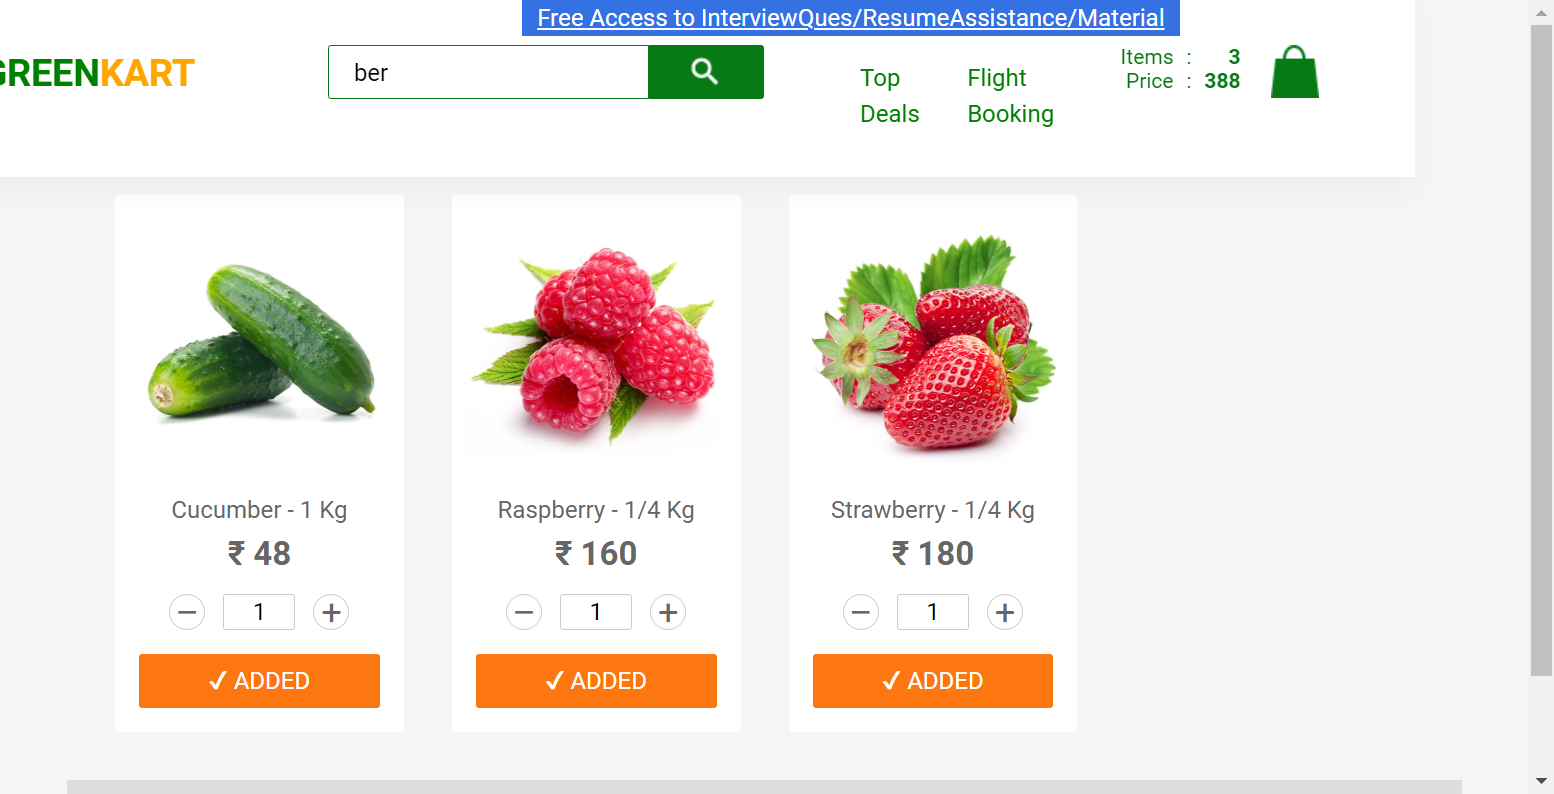 Free Access to InterviewQues/ResumeAssistance/Material
GREENKART
ber
Top Deals
Flight Booking
Items : 3
Price : 388
Cucumber - 1 Kg
₹ 48
− 1 +
✓ ADDED
Raspberry - 1/4 Kg
₹ 160
− 1 +
✓ ADDED
Strawberry - 1/4 Kg
₹ 180
− 1 +
✓ ADDED